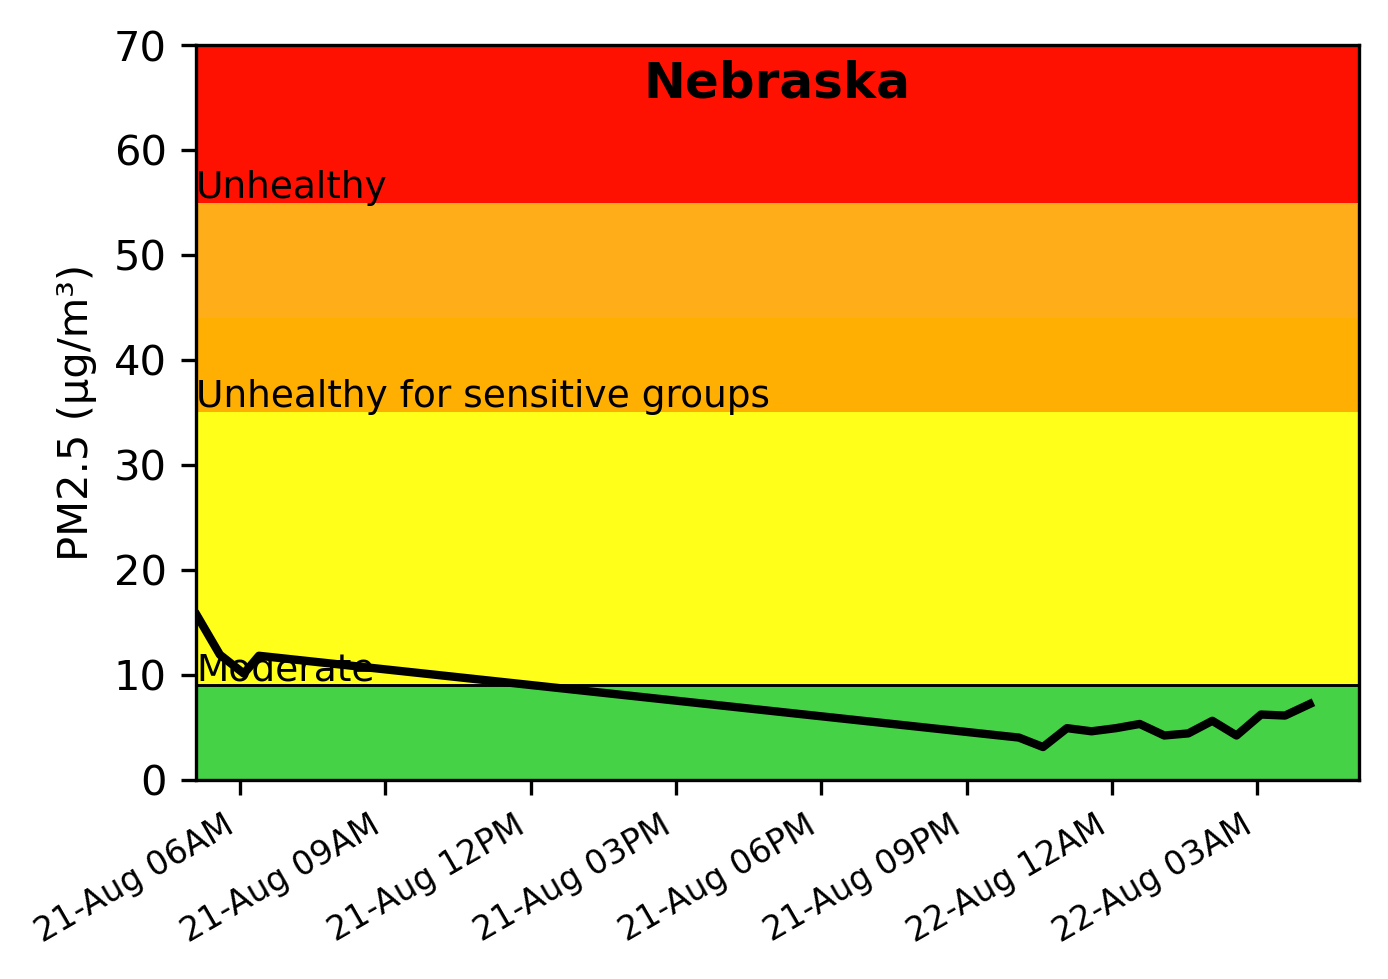 Nebraska
70
60
50
40
30
20
10
0
PM2.5 (µg/m³)
Unhealthy
Unhealthy for sensitive groups
Moderate
21-Aug 06AM
21-Aug 09AM
21-Aug 12PM
21-Aug 03PM
21-Aug 06PM
21-Aug 09PM
22-Aug 12AM
22-Aug 03AM